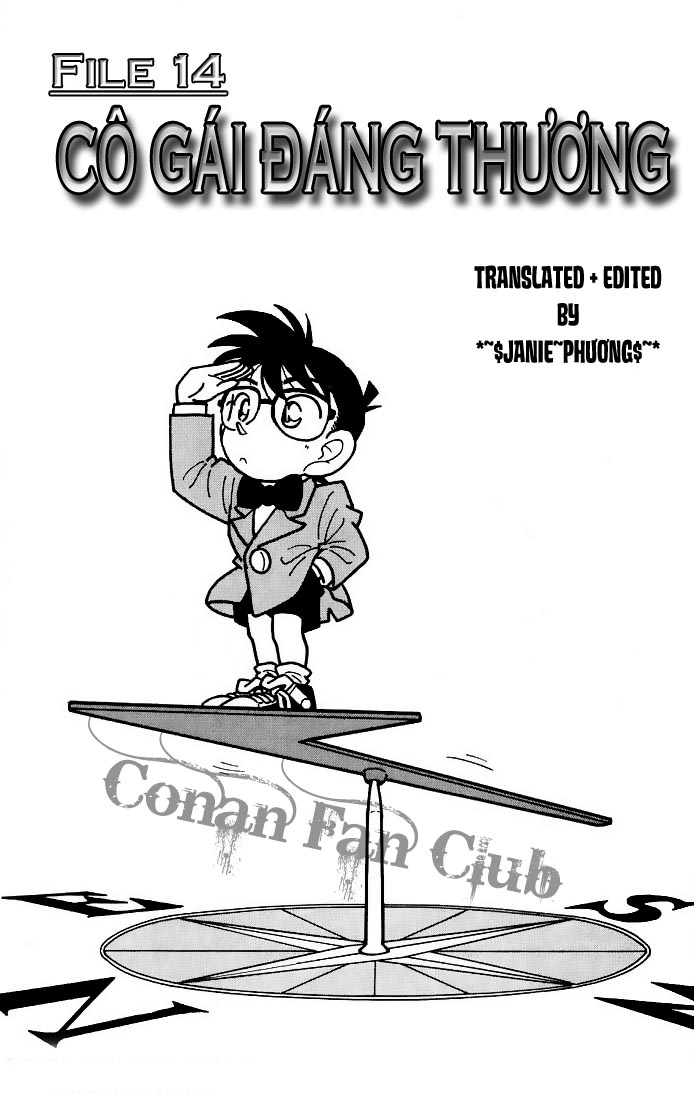 FILE 14
CÔ GÁI ĐÁNG THƯƠNG
TRANSLATED + EDITED
BY
*~$JANIE~PHƯƠNG$~*
Conan Fan Club
E
S
N